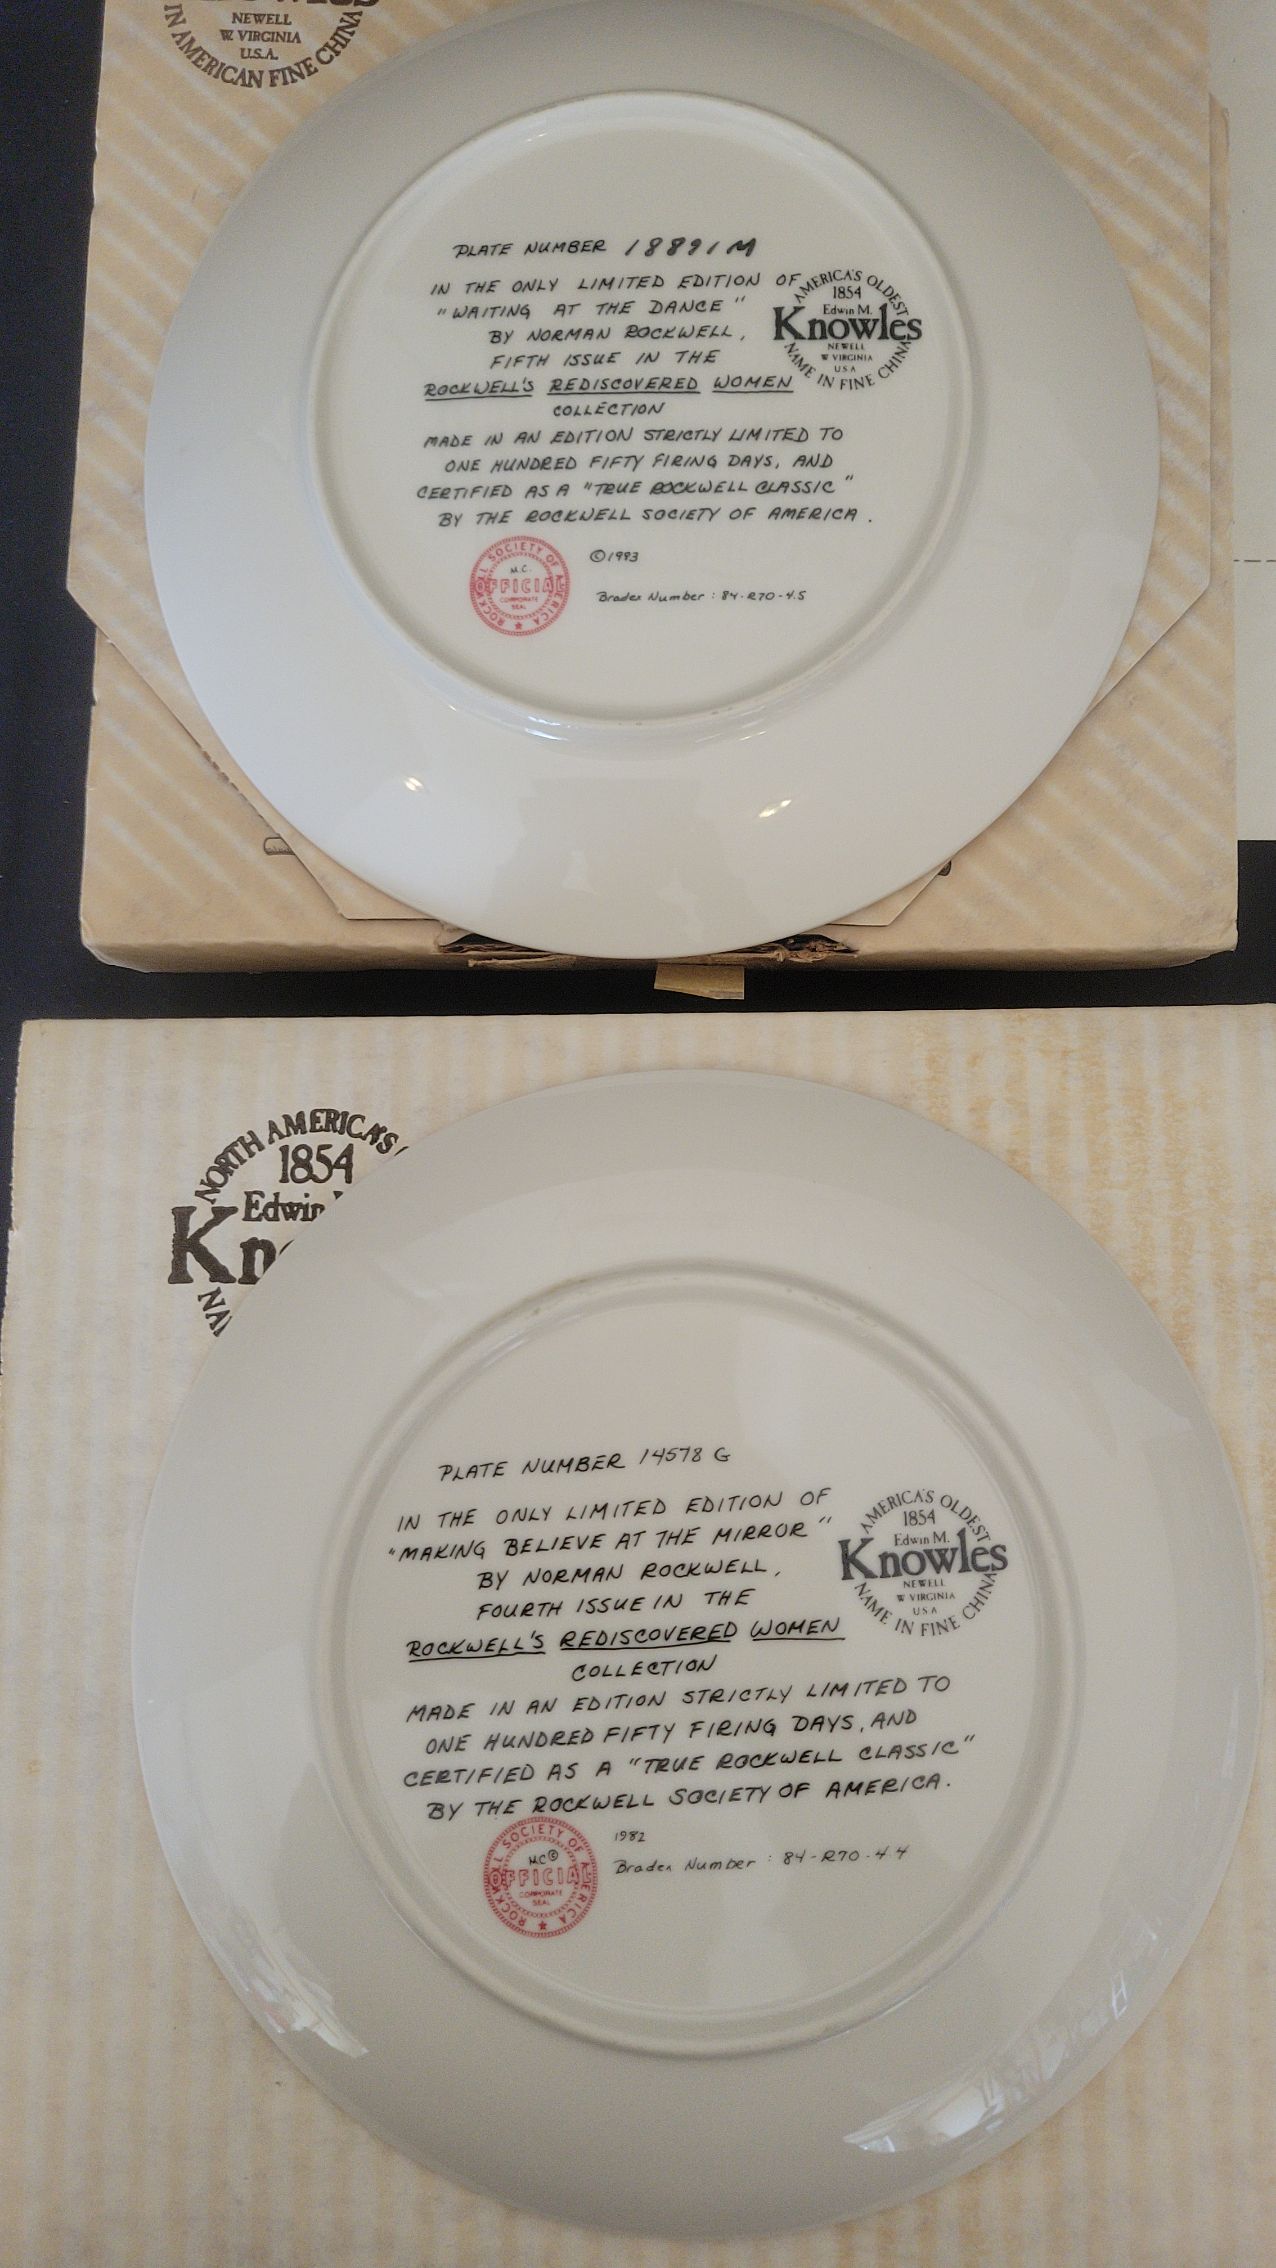 NEWELL
W. VIRGINIA
U.S.A.
IN AMERICAN FINE CHINA
PLATE NUMBER 18891M
IN THE ONLY LIMITED EDITION OF
"WAITING AT THE DANCE"
BY NORMAN ROCKWELL,
FIFTH ISSUE IN THE
ROCKWELL'S REDISCOVERED WOMEN
COLLECTION
MADE IN AN EDITION STRICTLY LIMITED TO
ONE HUNDRED FIFTY FIRING DAYS, AND
CERTIFIED AS A "TRUE ROCKWELL CLASSIC"
BY THE ROCKWELL SOCIETY OF AMERICA.
AMERICA'S OLDEST
1854
Edwin M.
Knowles
NEWELL
W VIRGINIA
USA
NAME IN FINE CHINA
ROCKWELL SOCIETY OF AMERICA
M.C.
OFFICIAL
CORPORATE
SEAL
©1983
Bradex Number : 84-R70-4.5
NORTH AMERICA'S
1854
Edwin
Kn
PLATE NUMBER 14578 G
IN THE ONLY LIMITED EDITION OF
"MAKING BELIEVE AT THE MIRROR"
BY NORMAN ROCKWELL,
FOURTH ISSUE IN THE
ROCKWELL'S REDISCOVERED WOMEN
COLLECTION
MADE IN AN EDITION STRICTLY LIMITED TO
ONE HUNDRED FIFTY FIRING DAYS, AND
CERTIFIED AS A "TRUE ROCKWELL CLASSIC"
BY THE ROCKWELL SOCIETY OF AMERICA.
AMERICA'S OLDEST
1854
Edwin M.
Knowles
NEWELL
W VIRGINIA
USA
NAME IN FINE CHINA
ROCKWELL SOCIETY OF AMERICA
M.C©
OFFICIAL
CORPORATE
SEAL
1982
Bradex Number : 84-R70-4.4